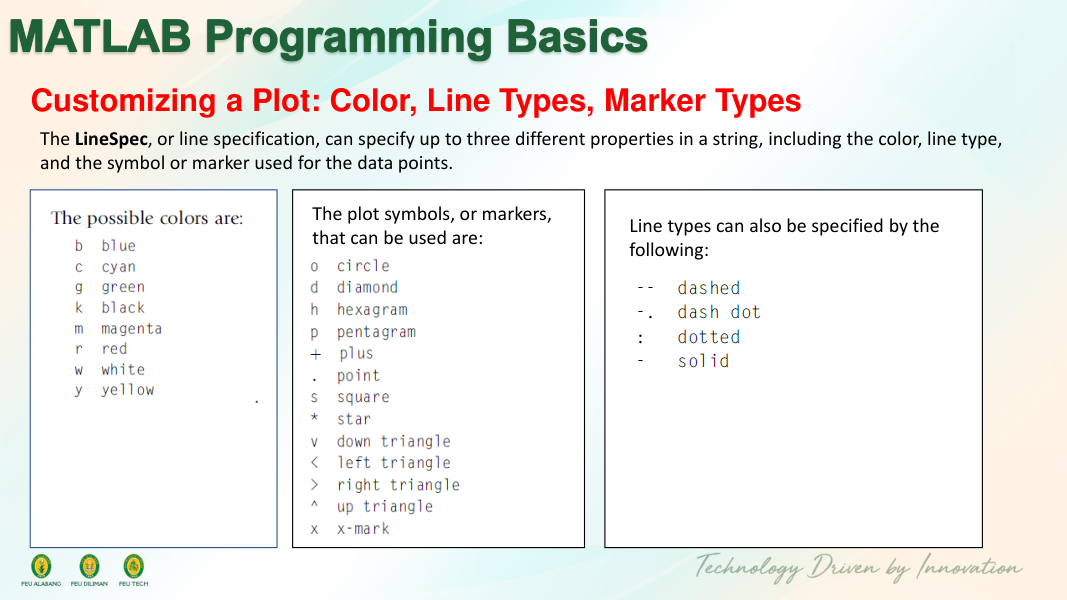 MATLAB Programming Basics
Customizing a Plot: Color, Line Types, Marker Types
The LineSpec, or line specification, can specify up to three different properties in a string, including the color, line type,
and the symbol or marker used for the data points.
The possible colors are:
b blue
c cyan
g green
k black
m magenta
r red
w white
y yellow
.
The plot symbols, or markers,
that can be used are:
o circle
d diamond
h hexagram
p pentagram
+ plus
. point
s square
* star
v down triangle
< left triangle
> right triangle
^ up triangle
x x-mark
Line types can also be specified by the
following:
-- dashed
-. dash dot
: dotted
- solid
FEU ALABANG FEU DILIMAN FEU TECH
Technology Driven by Innovation